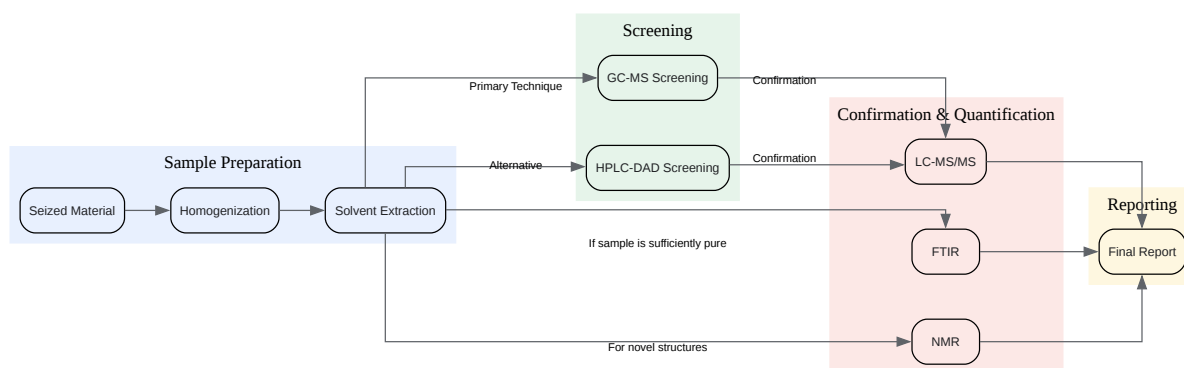 Screening
GC-MS Screening
Primary Technique
Confirmation
Confirmation & Quantification
Sample Preparation
Alternative
HPLC-DAD Screening
Confirmation
LC-MS/MS
Seized Material
Homogenization
Solvent Extraction
Reporting
If sample is sufficiently pure
FTIR
Final Report
For novel structures
NMR